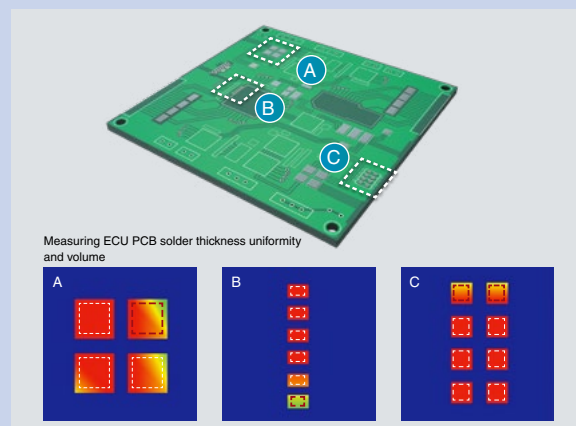 A
B
C
Measuring ECU PCB solder thickness uniformity
and volume
A
B
C